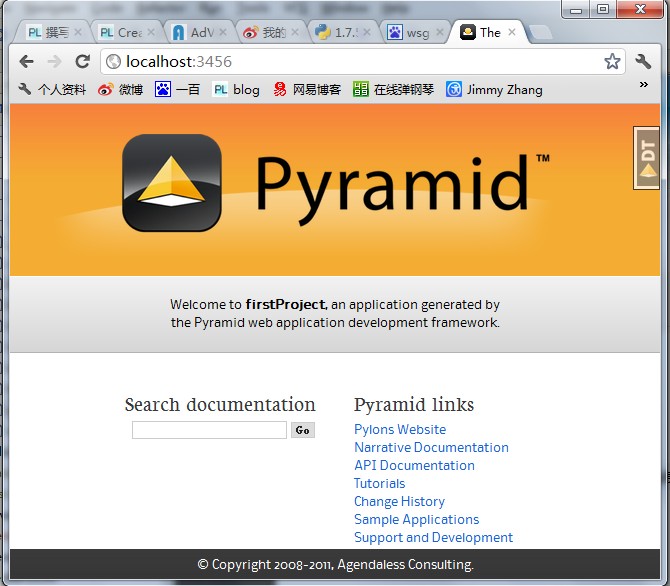 撰写
Crea
AdV
我的
1.7.5
wsg
The
localhost:3456
个人资料
微博
一百
PL blog
网易博客
在线弹钢琴
Jimmy Zhang
»
DT
Pyramid™
Welcome to firstProject, an application generated by
the Pyramid web application development framework.
Search documentation
Go
Pyramid links
Pylons Website
Narrative Documentation
API Documentation
Tutorials
Change History
Sample Applications
Support and Development
© Copyright 2008-2011, Agendaless Consulting.